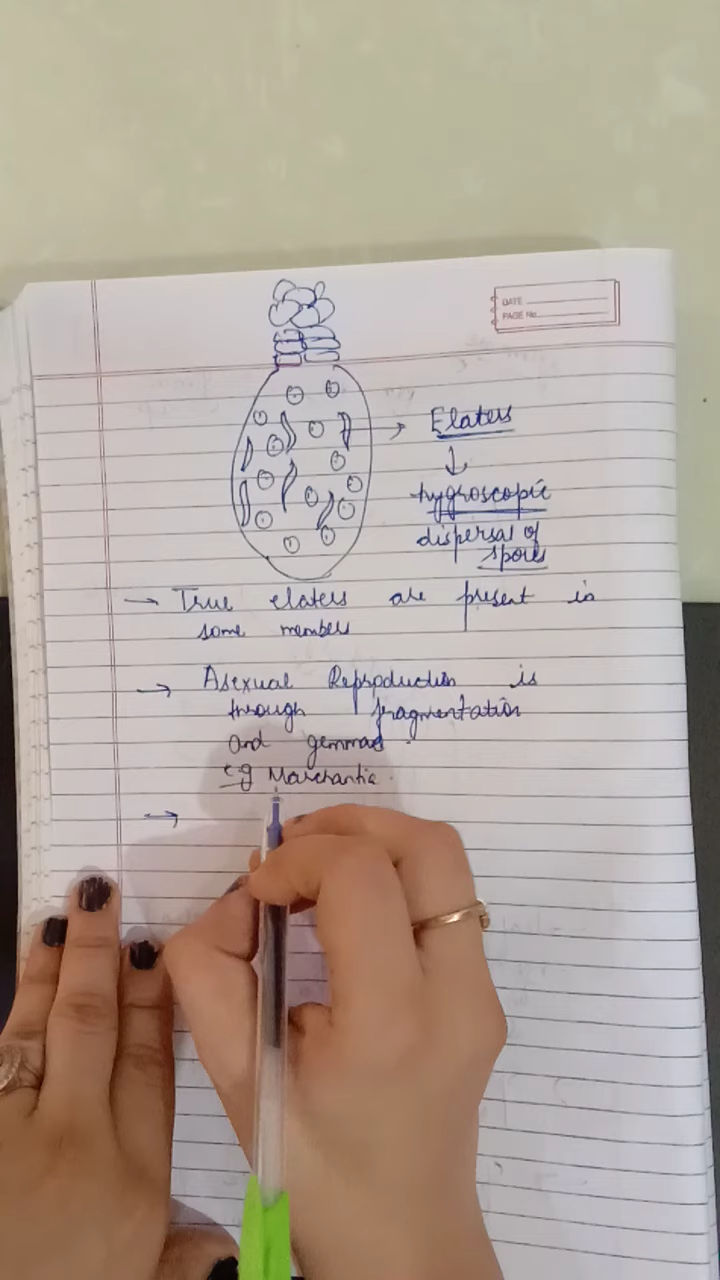 DATE
PAGE No.
Elaters
hygroscopic
dispersal of
spores
→ True elaters are present in
some members
→ Asexual Reproduction is
through fragmentation
and gemmae.
e.g Marchantia.
→